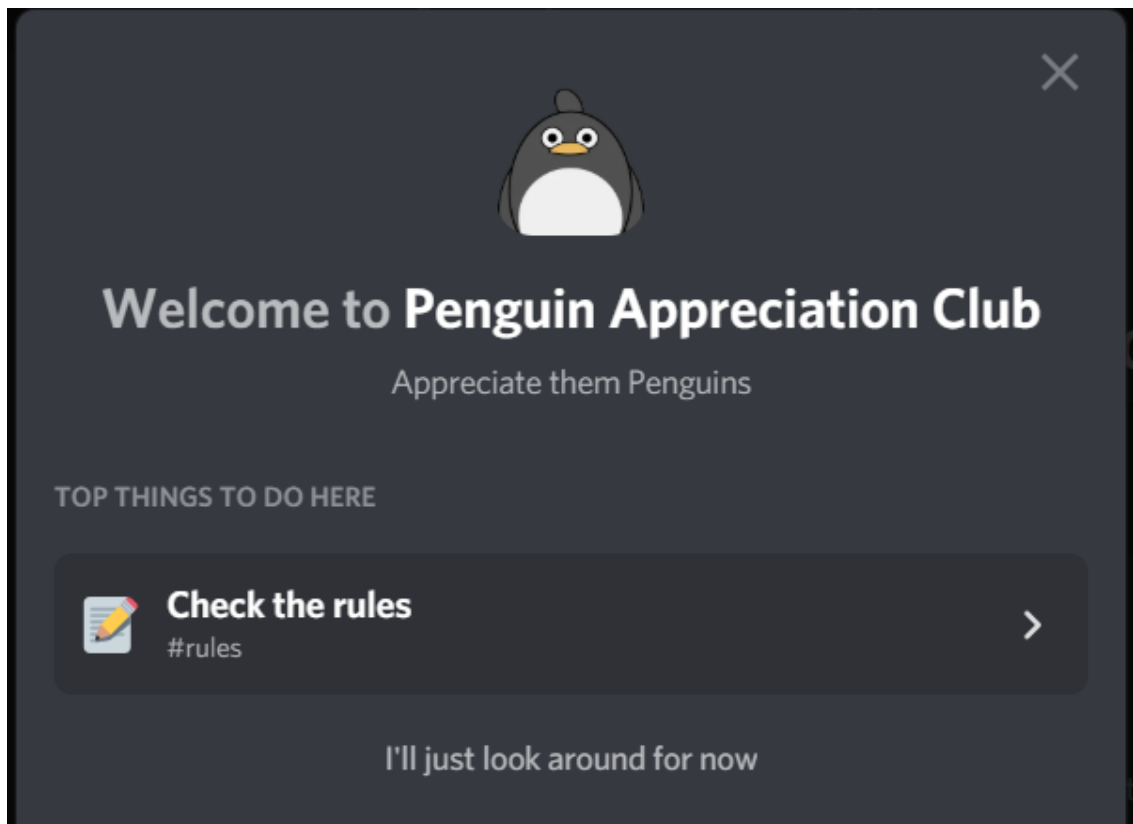 Welcome to Penguin Appreciation Club
Appreciate them Penguins
TOP THINGS TO DO HERE
Check the rules
#rules
I'll just look around for now